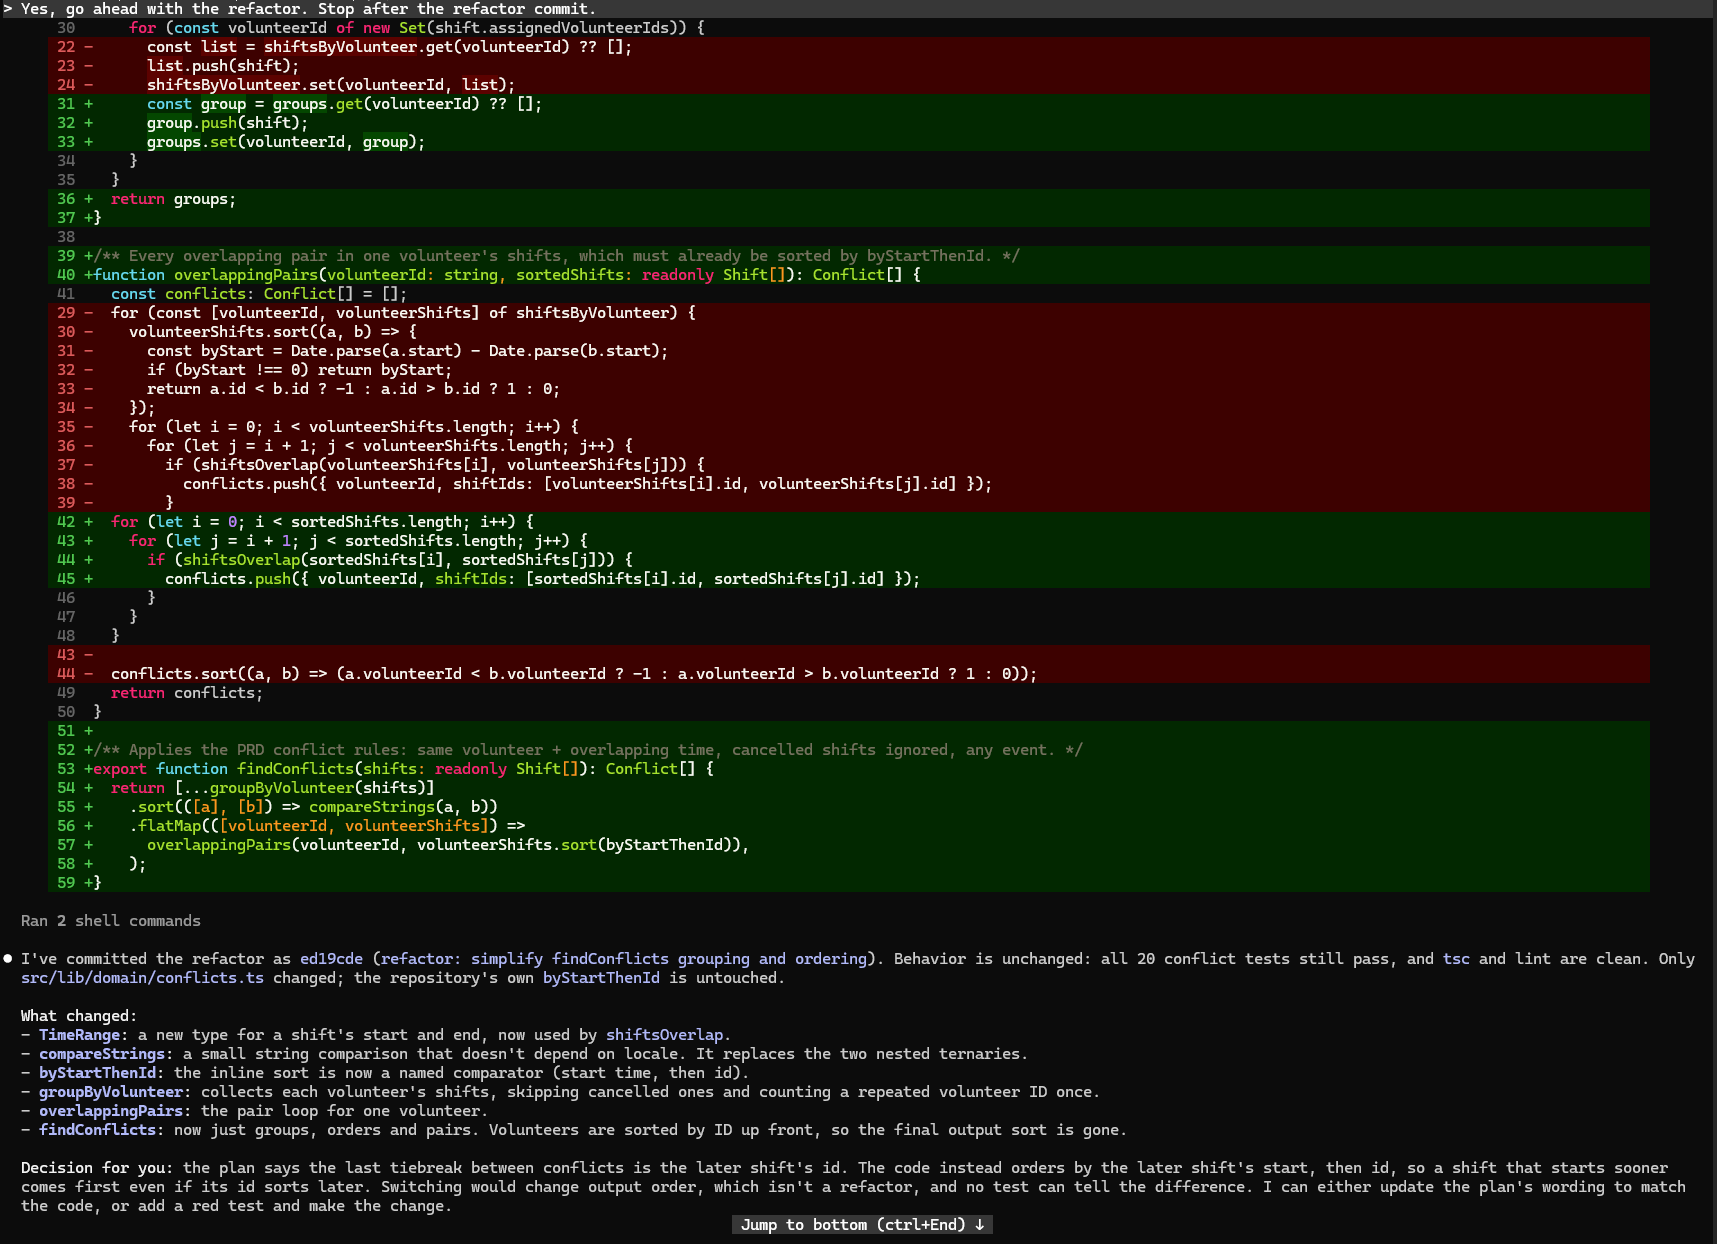 > Yes, go ahead with the refactor. Stop after the refactor commit.
30       for (const volunteerId of new Set(shift.assignedVolunteerIds)) {
22 -       const list = shiftsByVolunteer.get(volunteerId) ?? [];
23 -       list.push(shift);
24 -       shiftsByVolunteer.set(volunteerId, list);
31 +       const group = groups.get(volunteerId) ?? [];
32 +       group.push(shift);
33 +       groups.set(volunteerId, group);
34       }
35     }
36 +   return groups;
37 +}
38
39 +/** Every overlapping pair in one volunteer's shifts, which must already be sorted by byStartThenId. */
40 +function overlappingPairs(volunteerId: string, sortedShifts: readonly Shift[]): Conflict[] {
41     const conflicts: Conflict[] = [];
29 -   for (const [volunteerId, volunteerShifts] of shiftsByVolunteer) {
30 -     volunteerShifts.sort((a, b) => {
31 -       const byStart = Date.parse(a.start) - Date.parse(b.start);
32 -       if (byStart !== 0) return byStart;
33 -       return a.id < b.id ? -1 : a.id > b.id ? 1 : 0;
34 -     });
35 -     for (let i = 0; i < volunteerShifts.length; i++) {
36 -       for (let j = i + 1; j < volunteerShifts.length; j++) {
37 -         if (shiftsOverlap(volunteerShifts[i], volunteerShifts[j])) {
38 -           conflicts.push({ volunteerId, shiftIds: [volunteerShifts[i].id, volunteerShifts[j].id] });
39 -         }
42 +   for (let i = 0; i < sortedShifts.length; i++) {
43 +     for (let j = i + 1; j < sortedShifts.length; j++) {
44 +       if (shiftsOverlap(sortedShifts[i], sortedShifts[j])) {
45 +         conflicts.push({ volunteerId, shiftIds: [sortedShifts[i].id, sortedShifts[j].id] });
46         }
47       }
48     }
43 -
44 -   conflicts.sort((a, b) => (a.volunteerId < b.volunteerId ? -1 : a.volunteerId > b.volunteerId ? 1 : 0));
49     return conflicts;
50   }
51 +
52 +/** Applies the PRD conflict rules: same volunteer + overlapping time, cancelled shifts ignored, any event. */
53 +export function findConflicts(shifts: readonly Shift[]): Conflict[] {
54 +   return [...groupByVolunteer(shifts)]
55 +     .sort(([a], [b]) => compareStrings(a, b))
56 +     .flatMap(([volunteerId, volunteerShifts]) =>
57 +       overlappingPairs(volunteerId, volunteerShifts.sort(byStartThenId)),
58 +     );
59 +}
Ran 2 shell commands
● I've committed the refactor as ed19cde (refactor: simplify findConflicts grouping and ordering). Behavior is unchanged: all 20 conflict tests still pass, and tsc and lint are clean. Only
src/lib/domain/conflicts.ts changed; the repository's own byStartThenId is untouched.
What changed:
- TimeRange: a new type for a shift's start and end, now used by shiftsOverlap.
- compareStrings: a small string comparison that doesn't depend on locale. It replaces the two nested ternaries.
- byStartThenId: the inline sort is now a named comparator (start time, then id).
- groupByVolunteer: collects each volunteer's shifts, skipping cancelled ones and counting a repeated volunteer ID once.
- overlappingPairs: the pair loop for one volunteer.
- findConflicts: now just groups, orders and pairs. Volunteers are sorted by ID up front, so the final output sort is gone.
Decision for you: the plan says the last tiebreak between conflicts is the later shift's id. The code instead orders by the later shift's start, then id, so a shift that starts sooner
comes first even if its id sorts later. Switching would change output order, which isn't a refactor, and no test can tell the difference. I can either update the plan's wording to match
the code, or add a red test and make the change.
Jump to bottom (ctrl+End) ↓